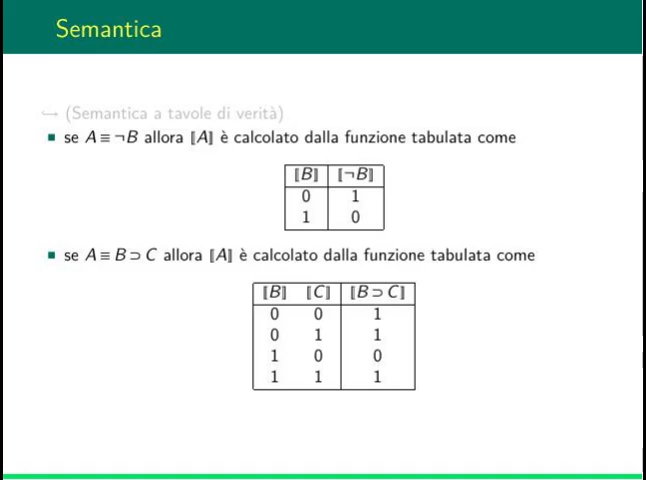 Semantica
↪ (Semantica a tavole di verità)
▪ se A ≡ ¬B allora ⟦A⟧ è calcolato dalla funzione tabulata come
⟦B⟧ ⟦¬B⟧
0 1
1 0
▪ se A ≡ B ⊃ C allora ⟦A⟧ è calcolato dalla funzione tabulata come
⟦B⟧ ⟦C⟧ ⟦B ⊃ C⟧
0 0 1
0 1 1
1 0 0
1 1 1